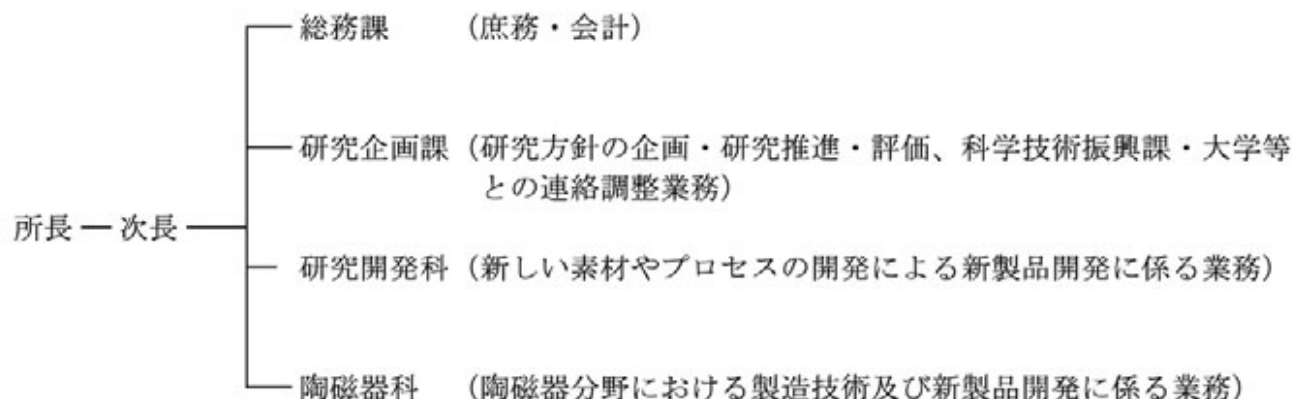 総務課 (庶務・会計)
研究企画課 (研究方針の企画・研究推進・評価、科学技術振興課・大学等
との連絡調整業務)
所長 次長
研究開発科 (新しい素材やプロセスの開発による新製品開発に係る業務)
陶磁器科 (陶磁器分野における製造技術及び新製品開発に係る業務)